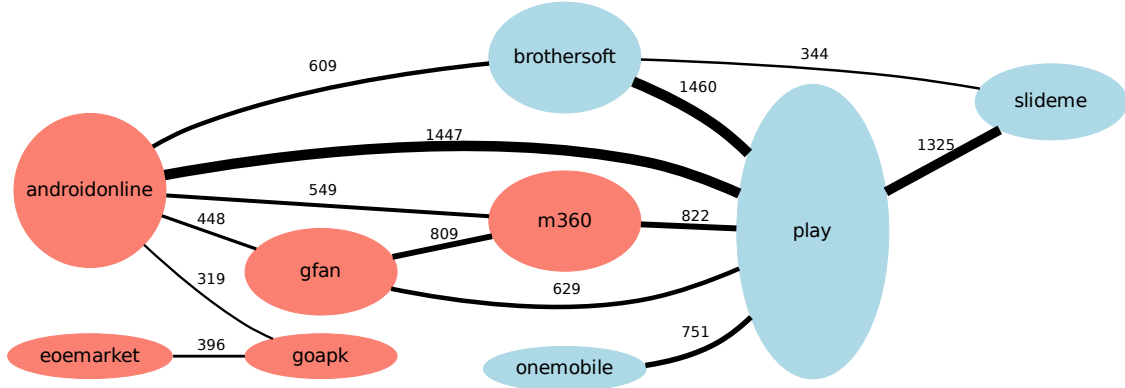 brothersoft
344
609
1460
slideme
1447
1325
androidonline
549
m360
822
play
448
809
gfan
319
629
751
eoemarket
396
goapk
onemobile